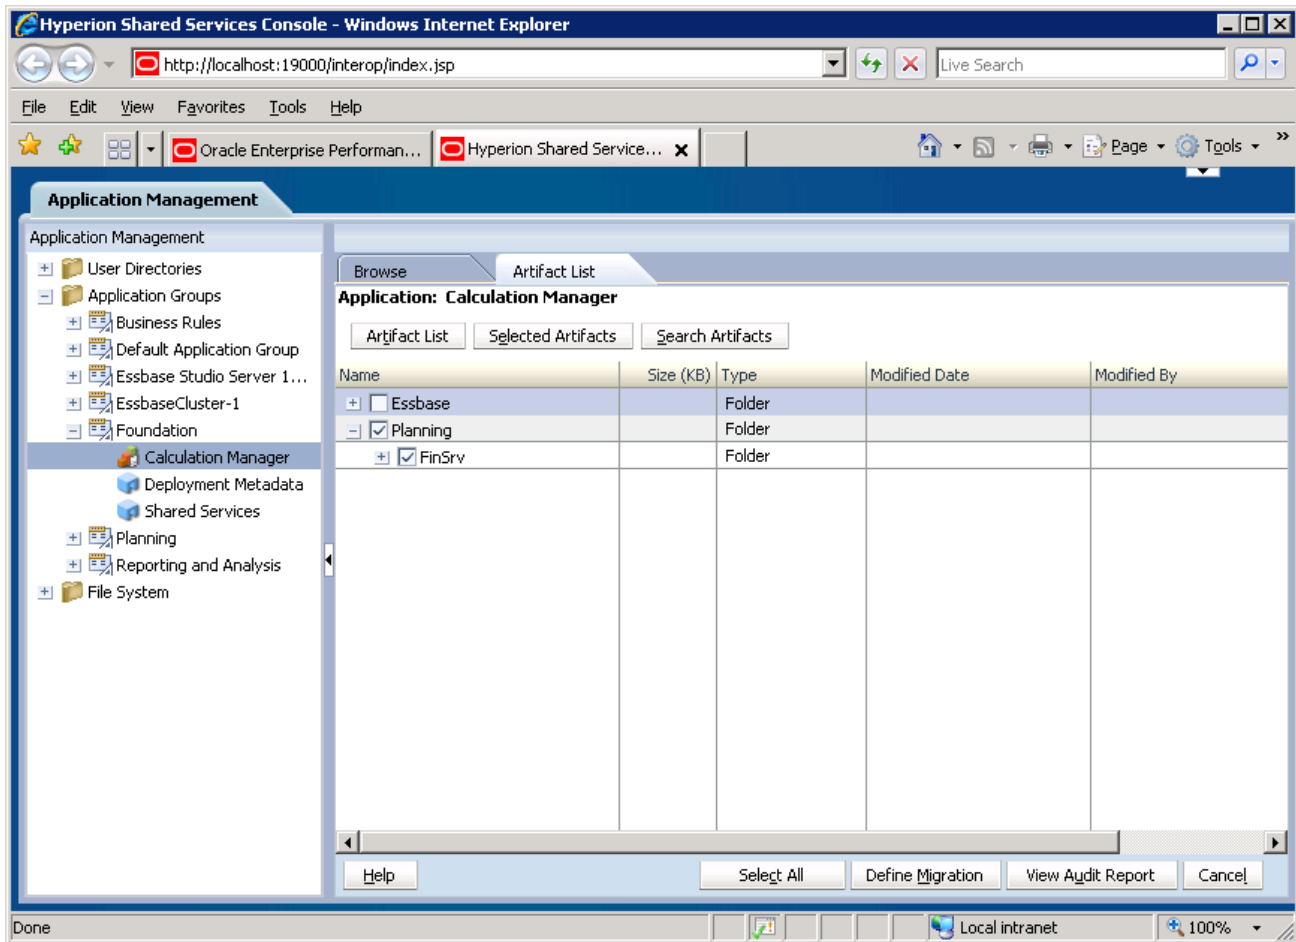 Hyperion Shared Services Console - Windows Internet Explorer
http://localhost:19000/interop/index.jsp
Live Search
File Edit View Favorites Tools Help
Oracle Enterprise Performan... Hyperion Shared Service... Page Tools »
Application Management
Application Management
User Directories
Application Groups
Business Rules
Default Application Group
Essbase Studio Server 1...
EssbaseCluster-1
Foundation
Calculation Manager
Deployment Metadata
Shared Services
Planning
Reporting and Analysis
File System
Browse Artifact List
Application: Calculation Manager
Artifact List Selected Artifacts Search Artifacts
Name Size (KB) Type Modified Date Modified By
Essbase Folder
Planning Folder
FinSrv Folder
Help Select All Define Migration View Audit Report Cancel
Done Local intranet 100%